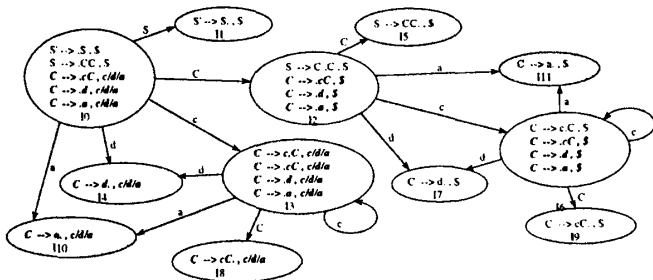 S' --> S. , $
I1
S
S' --> .S , $
S --> .CC , $
C --> .cC, c/d/a
C --> .d, c/d/a
C --> .a, c/d/a
I0
C
S --> C.C , $
C --> .cC, $
C --> .d, $
C --> .a, $
I2
C
S --> CC. , $
I5
a
C --> a. , $
I11
a
c
c
C --> c.C , $
C --> .cC, $
C --> .d, $
C --> .a, $
I6
c
d
d
C --> d. , $
I7
C
C --> cC. , $
I9
C --> c.C, c/d/a
C --> .cC, c/d/a
C --> .d, c/d/a
C --> .a, c/d/a
I3
c
d
d
C --> d. , c/d/a
I4
a
a
C --> a. , c/d/a
I10
C
C --> cC. , c/d/a
I8